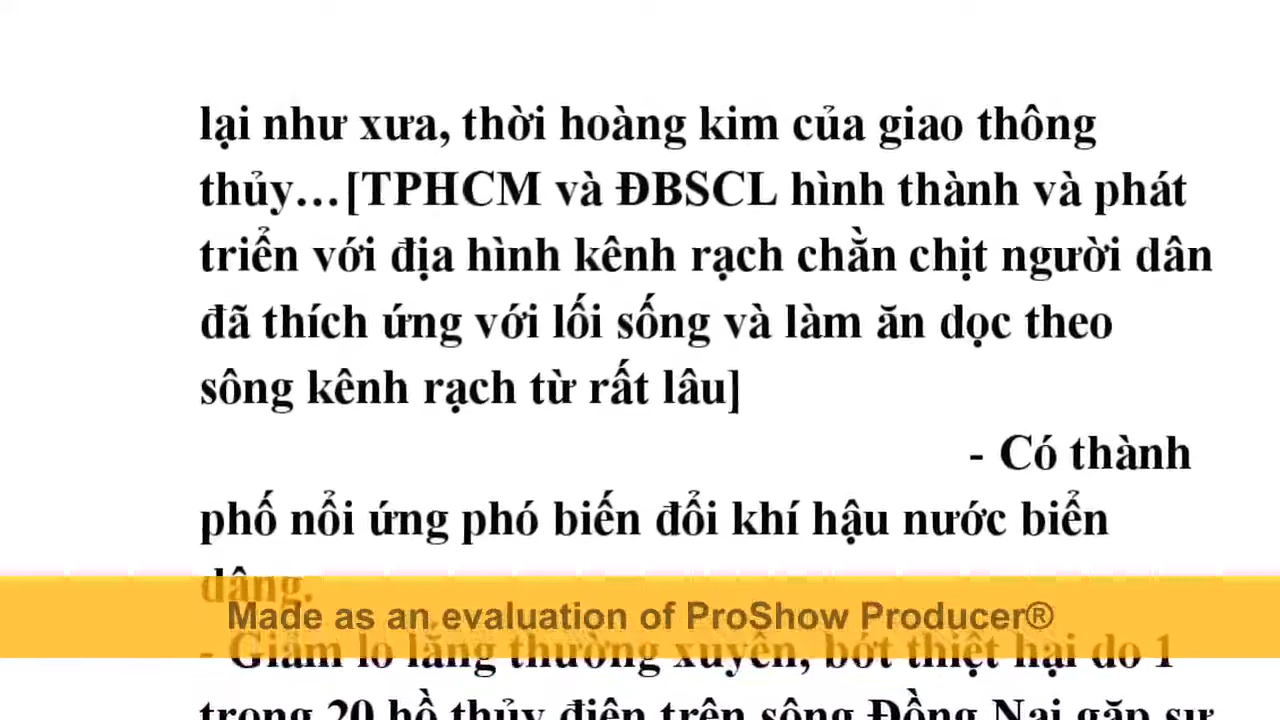 lại như xưa, thời hoàng kim của giao thông
thủy…[TPHCM và ĐBSCL hình thành và phát
triển với địa hình kênh rạch chằn chịt người dân
đã thích ứng với lối sống và làm ăn dọc theo
sông kênh rạch từ rất lâu]
- Có thành
phố nổi ứng phó biến đổi khí hậu nước biển
dâng.
Made as an evaluation of ProShow Producer®
- Giảm lo lắng thường xuyên, bớt thiệt hại do 1
trong 20 hồ thủy điện trên sông Đồng Nai gặp sự